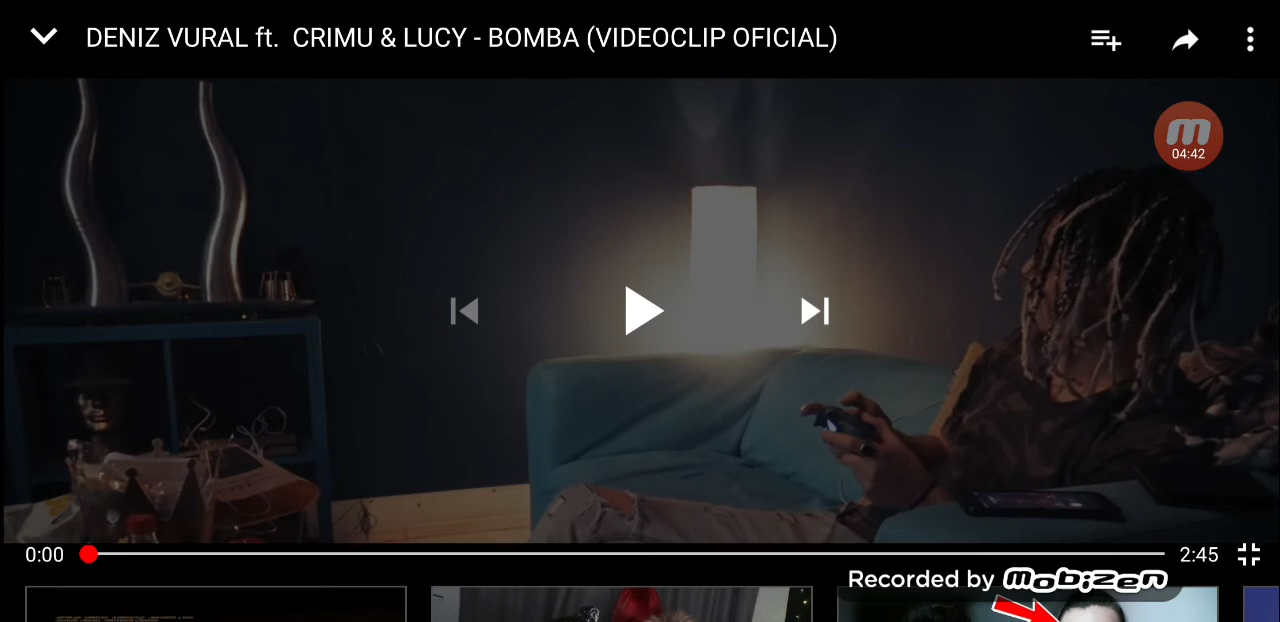 DENIZ VURAL ft. CRIMU & LUCY - BOMBA (VIDEOCLIP OFICIAL)
m
04:42
0:00
2:45
Recorded by mobizen